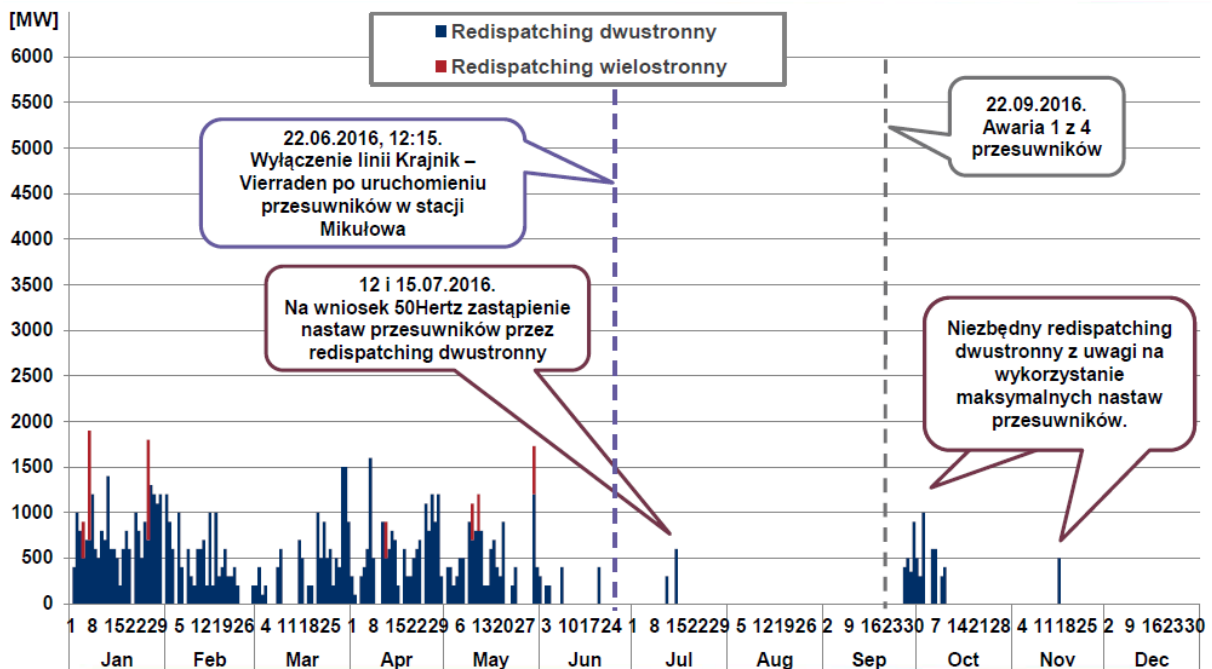 [MW]
Redispatching dwustronny
Redispatching wielostronny
6000
5500
5000
4500
4000
3500
3000
2500
2000
1500
1000
500
0
22.06.2016, 12:15.
Wyłączenie linii Krajnik –
Vierraden po uruchomieniu
przesuwników w stacji
Mikułowa
22.09.2016.
Awaria 1 z 4
przesuwników
12 i 15.07.2016.
Na wniosek 50Hertz zastąpienie
nastaw przesuwników przez
redispatching dwustronny
Niezbędny redispatching
dwustronny z uwagi na
wykorzystanie
maksymalnych nastaw
przesuwników.
1 8 1522229 5 121926 4 111825 1 8 1522229 6 132027 3 101724 1 8 1522229 5 121926 2 9 162330 7 142128 4 111825 2 9 162330
Jan Feb Mar Apr May Jun Jul Aug Sep Oct Nov Dec